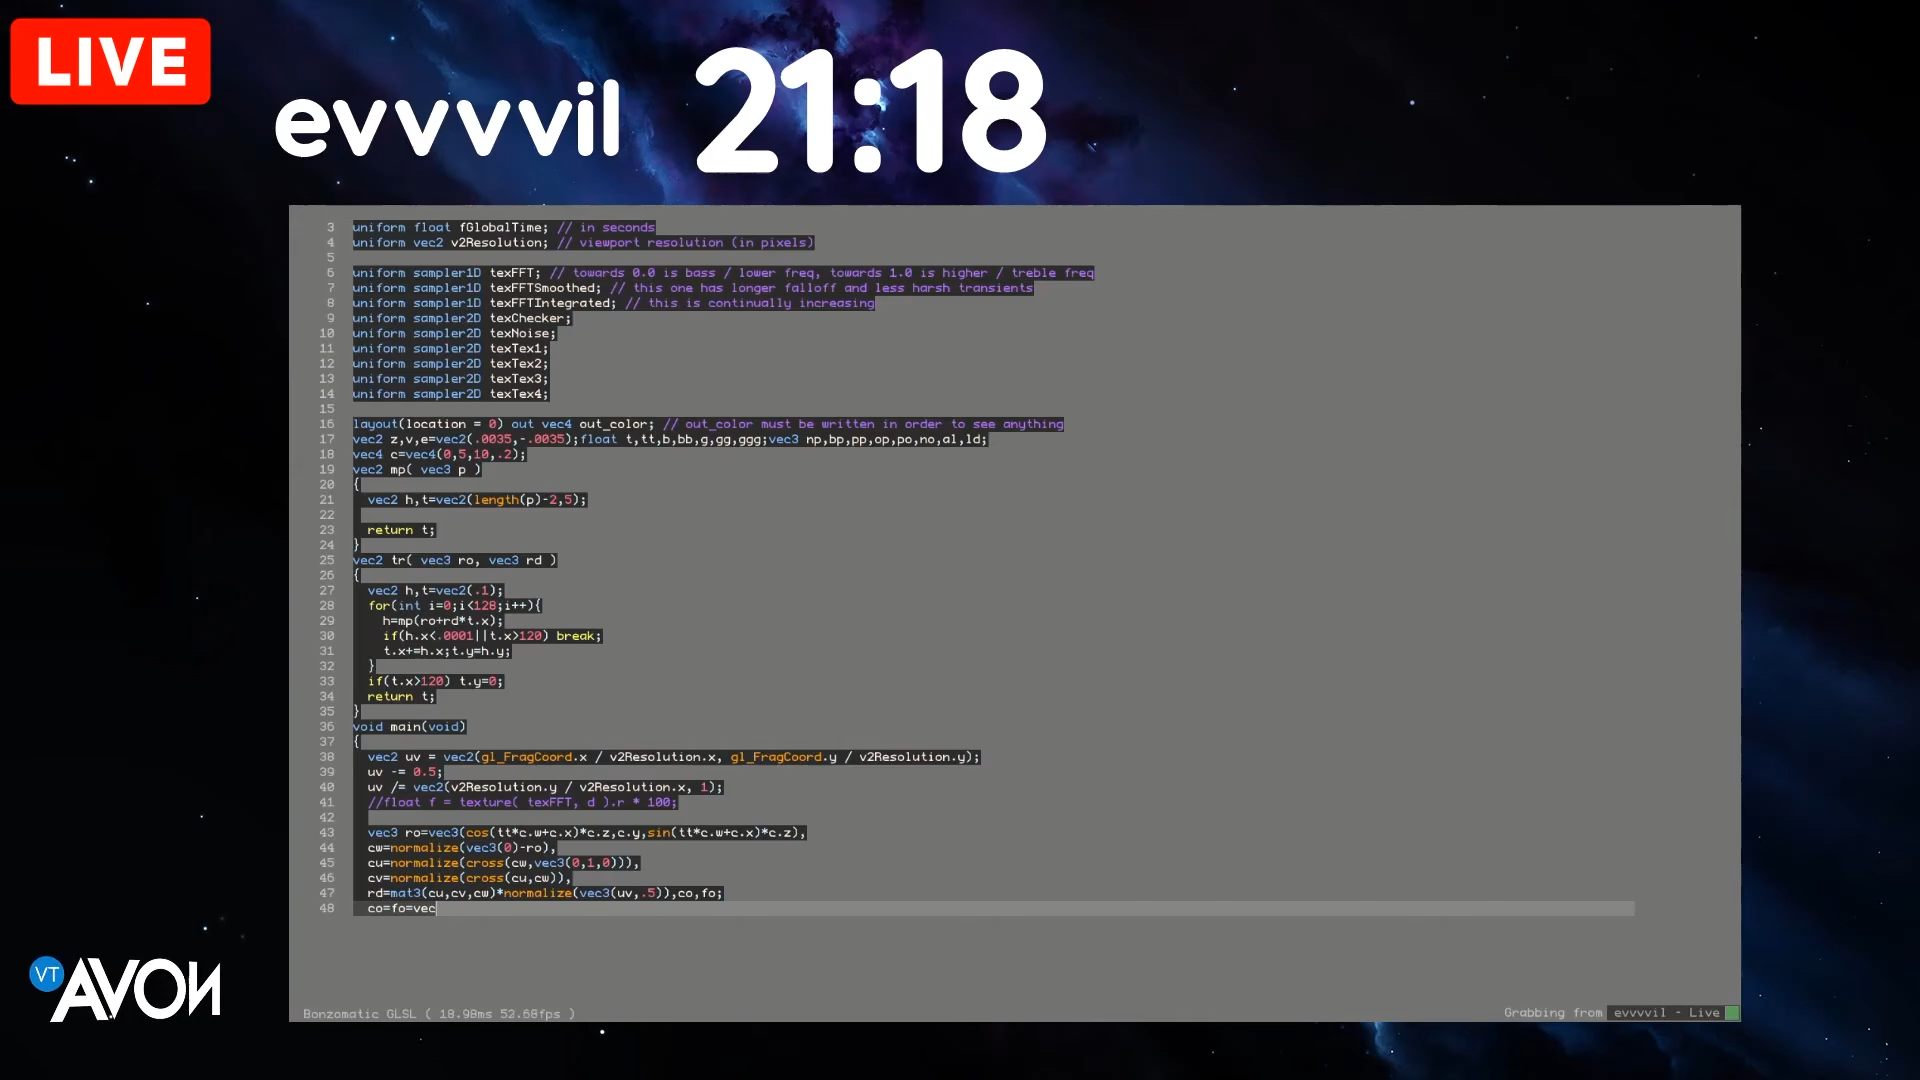 LIVE
evvvvil 21:18
3 uniform float fGlobalTime; // in seconds
4 uniform vec2 v2Resolution; // viewport resolution (in pixels)
5
6 uniform sampler1D texFFT; // towards 0.0 is bass / lower freq, towards 1.0 is higher / treble freq
7 uniform sampler1D texFFTSmoothed; // this one has longer falloff and less harsh transients
8 uniform sampler1D texFFTIntegrated; // this is continually increasing
9 uniform sampler2D texChecker;
10 uniform sampler2D texNoise;
11 uniform sampler2D texTex1;
12 uniform sampler2D texTex2;
13 uniform sampler2D texTex3;
14 uniform sampler2D texTex4;
15
16 layout(location = 0) out vec4 out_color; // out_color must be written in order to see anything
17 vec2 z,v,e=vec2(.0035,-.0035);float t,tt,b,bb,g,gg,ggg;vec3 np,bp,pp,op,po,no,al,ld;
18 vec4 c=vec4(0,5,10,.2);
19 vec2 mp( vec3 p )
20 {
21 vec2 h,t=vec2(length(p)-2,5);
22
23 return t;
24 }
25 vec2 tr( vec3 ro, vec3 rd )
26 {
27 vec2 h,t=vec2(.1);
28 for(int i=0;i<128;i++){
29 h=mp(ro+rd*t.x);
30 if(h.x<.0001||t.x>120) break;
31 t.x+=h.x;t.y=h.y;
32 }
33 if(t.x>120) t.y=0;
34 return t;
35 }
36 void main(void)
37 {
38 vec2 uv = vec2(gl_FragCoord.x / v2Resolution.x, gl_FragCoord.y / v2Resolution.y);
39 uv -= 0.5;
40 uv /= vec2(v2Resolution.y / v2Resolution.x, 1);
41 //float f = texture( texFFT, d ).r * 100;
42
43 vec3 ro=vec3(cos(tt*c.w+c.x)*c.z,c.y,sin(tt*c.w+c.x)*c.z),
44 cw=normalize(vec3(0)-ro),
45 cu=normalize(cross(cw,vec3(0,1,0))),
46 cv=normalize(cross(cu,cw)),
47 rd=mat3(cu,cv,cw)*normalize(vec3(uv,.5)),co,fo;
48 co=fo=vec
VT AVOИ
Bonzomatic GLSL ( 18.98ms 52.68fps )
Grabbing from evvvvil - Live